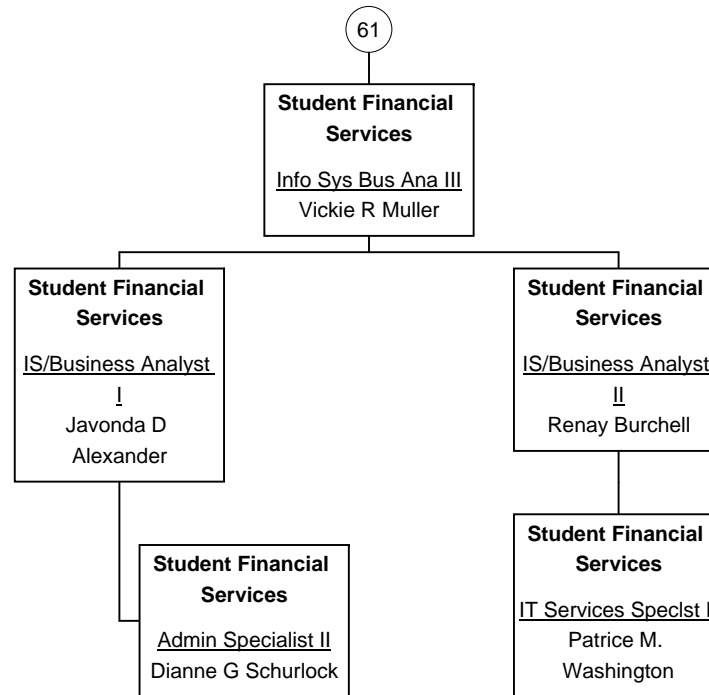 61
Student Financial
Services
Info Sys Bus Ana III
Vickie R Muller
Student Financial
Services
IS/Business Analyst
I
Javonda D
Alexander
Student Financial
Services
IS/Business Analyst
II
Renay Burchell
Student Financial
Services
Admin Specialist II
Dianne G Schurlock
Student Financial
Services
IT Services Speclst
Patrice M.
Washington